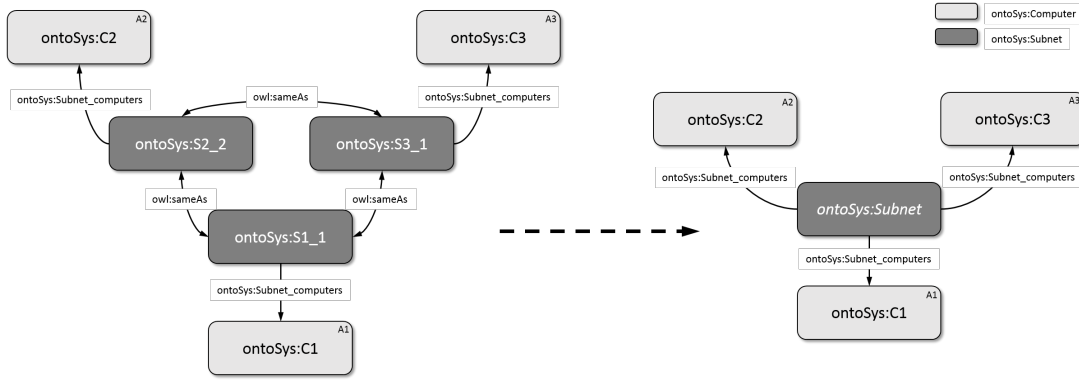 A2
ontoSys:C2
A3
ontoSys:C3
ontoSys:Subnet_computers
owl:sameAs
ontoSys:Subnet_computers
ontoSys:S2_2
ontoSys:S3_1
owl:sameAs
owl:sameAs
ontoSys:S1_1
ontoSys:Subnet_computers
A1
ontoSys:C1
ontoSys:Computer
ontoSys:Subnet
A2
ontoSys:C2
A3
ontoSys:C3
ontoSys:Subnet_computers
ontoSys:Subnet_computers
ontoSys:Subnet
ontoSys:Subnet_computers
A1
ontoSys:C1